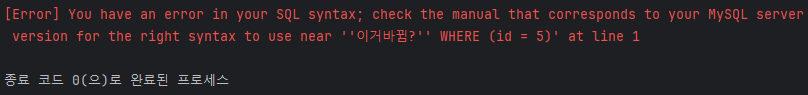 [Error] You have an error in your SQL syntax; check the manual that corresponds to your MySQL server
version for the right syntax to use near ''이거바뀜?'' WHERE (id = 5)' at line 1
종료 코드 0(으)로 완료된 프로세스